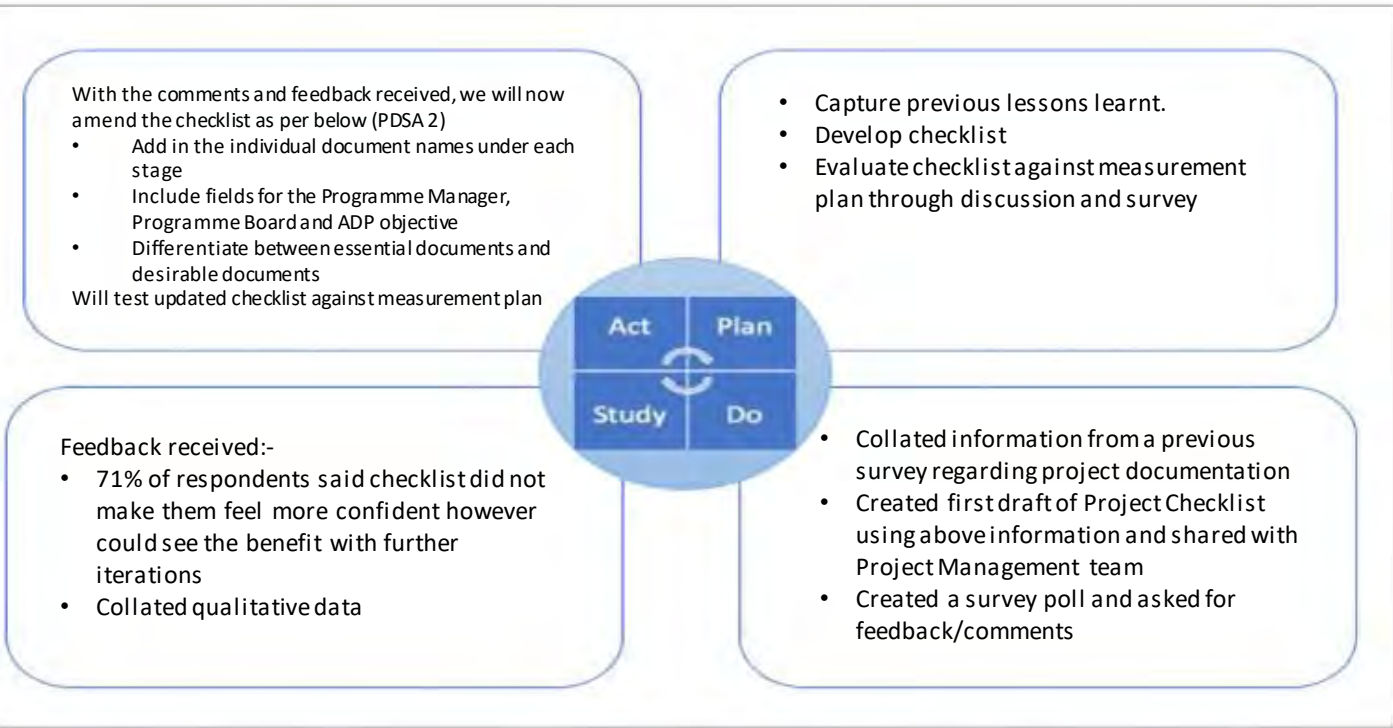 With the comments and feedback received, we will now
amend the checklist as per below (PDSA 2)
• Add in the individual document names under each
stage
• Include fields for the Programme Manager,
Programme Board and ADP objective
• Differentiate between essential documents and
desirable documents
Will test updated checklist against measurement plan
• Capture previous lessons learnt.
• Develop checklist
• Evaluate checklist against measurement
plan through discussion and survey
Act
Plan
Study
Do
Feedback received:-
• 71% of respondents said checklist did not
make them feel more confident however
could see the benefit with further
iterations
• Collated qualitative data
• Collated information from a previous
survey regarding project documentation
• Created first draft of Project Checklist
using above information and shared with
Project Management team
• Created a survey poll and asked for
feedback/comments